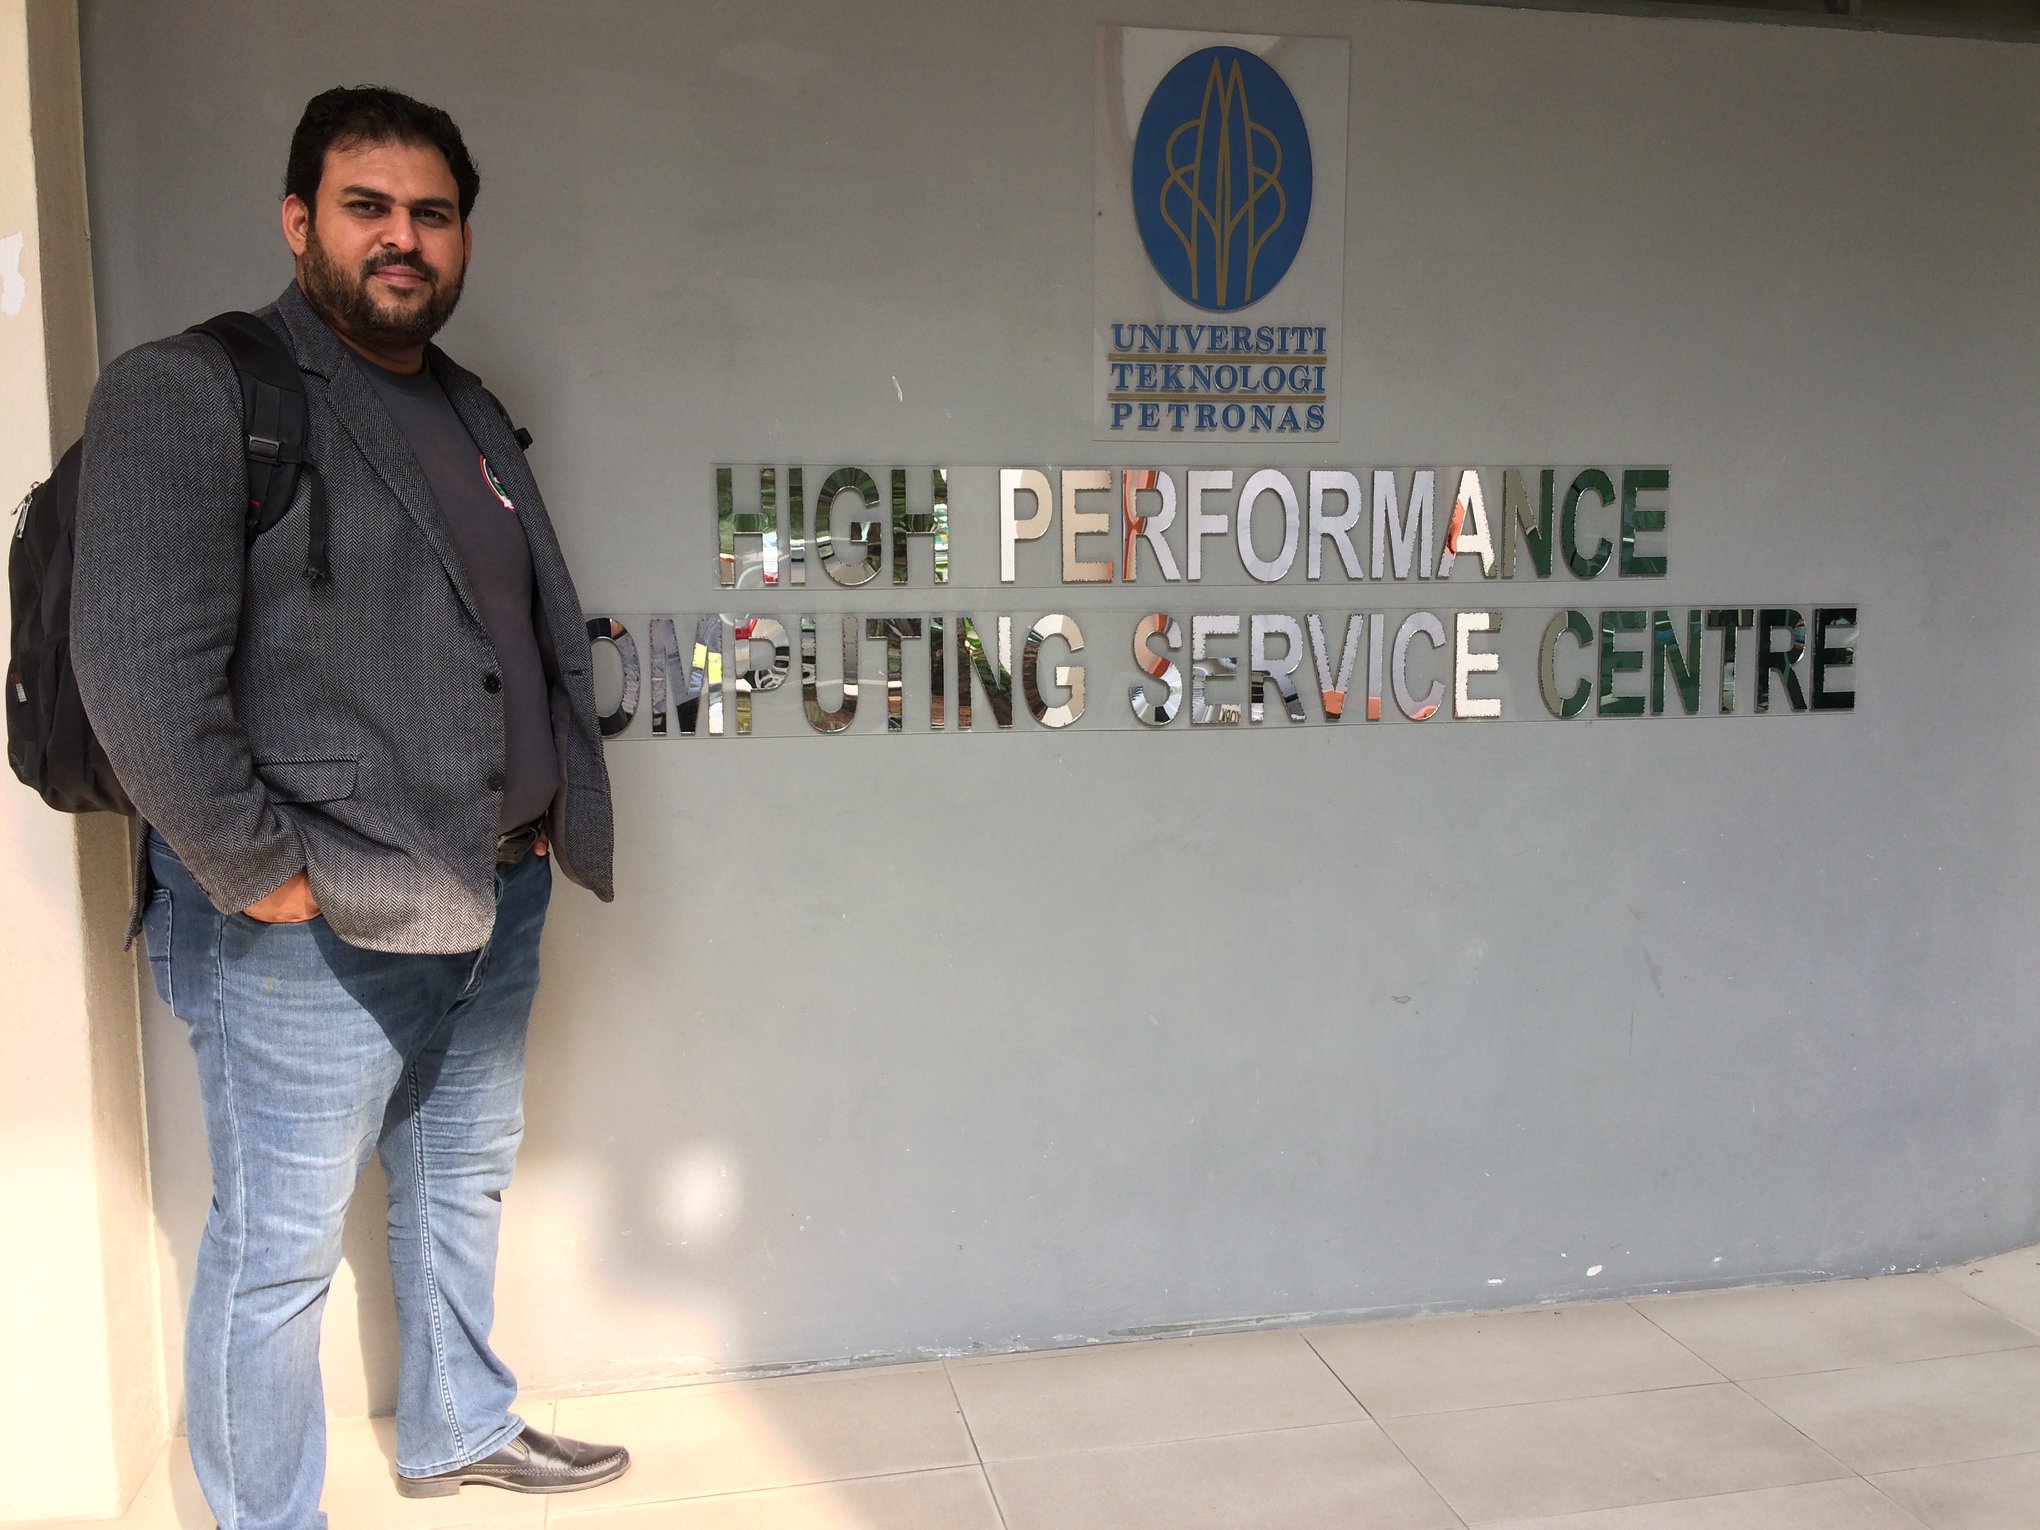 UNIVERSITI
TEKNOLOGI
PETRONAS
HIGH PERFORMANCE
OMPUTING SERVICE CENTRE